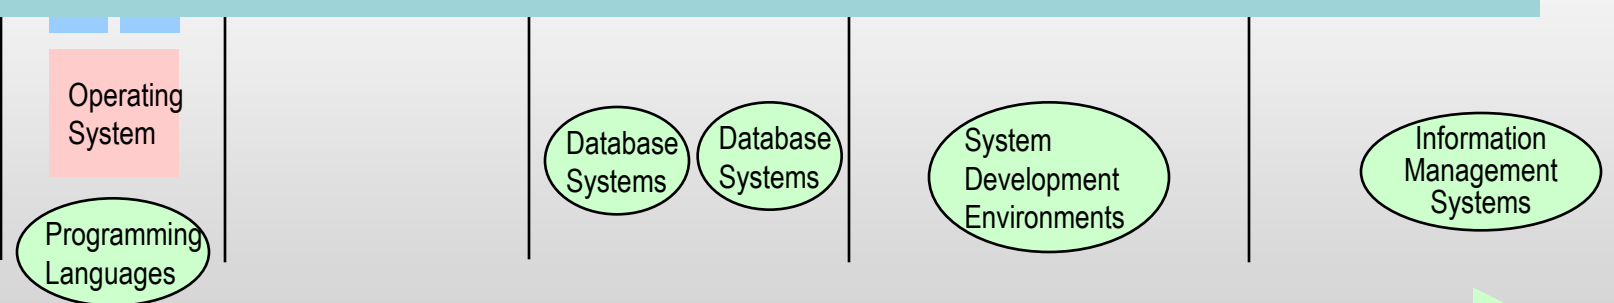 Operating
System
Programming
Languages
Database
Systems
Database
Systems
System
Development
Environments
Information
Management
Systems